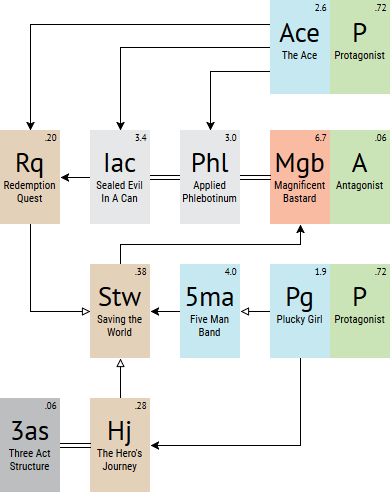 2.6 .72
Ace P
The Ace Protagonist
.20 3.4 3.0 6.7 .06
Rq Iac Phl Mgb A
Redemption Sealed Evil Applied Magnificent Antagonist
Quest In A Can Phlebotinum Bastard
.38 4.0 1.9 .72
Stw 5ma Pg P
Saving the Five Man Plucky Girl Protagonist
World Band
.06 .28
3as Hj
Three Act The Hero's
Structure Journey